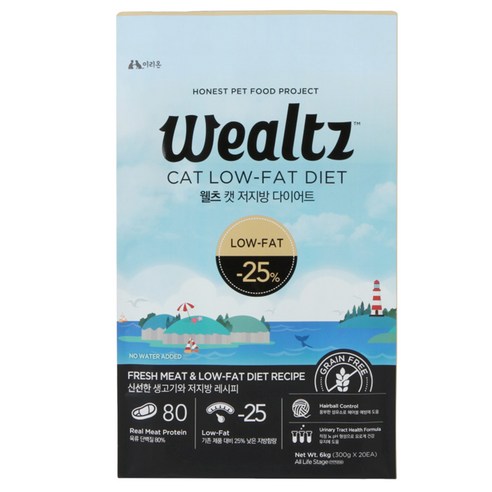 이리온
HONEST PET FOOD PROJECT
Wealtz™
CAT LOW-FAT DIET
웰츠 캣 저지방 다이어트
LOW-FAT
-25%
NO WATER ADDED
GRAIN FREE
FRESH MEAT & LOW-FAT DIET RECIPE
신선한 생고기와 저지방 레시피
80
Real Meat Protein
육류 단백질 80%
-25
Low-Fat
기존 제품 대비 25% 낮은 지방함량
Hairball Control
Urinary Tract Health Formula
Net Wt. 6kg (300g X 20EA)
All Life Stage